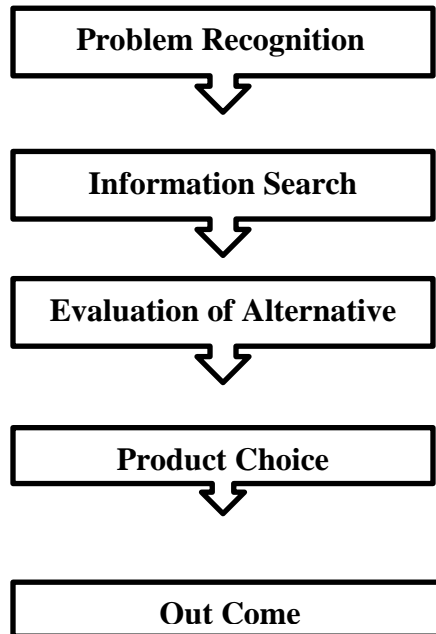 Problem Recognition
Information Search
Evaluation of Alternative
Product Choice
Out Come